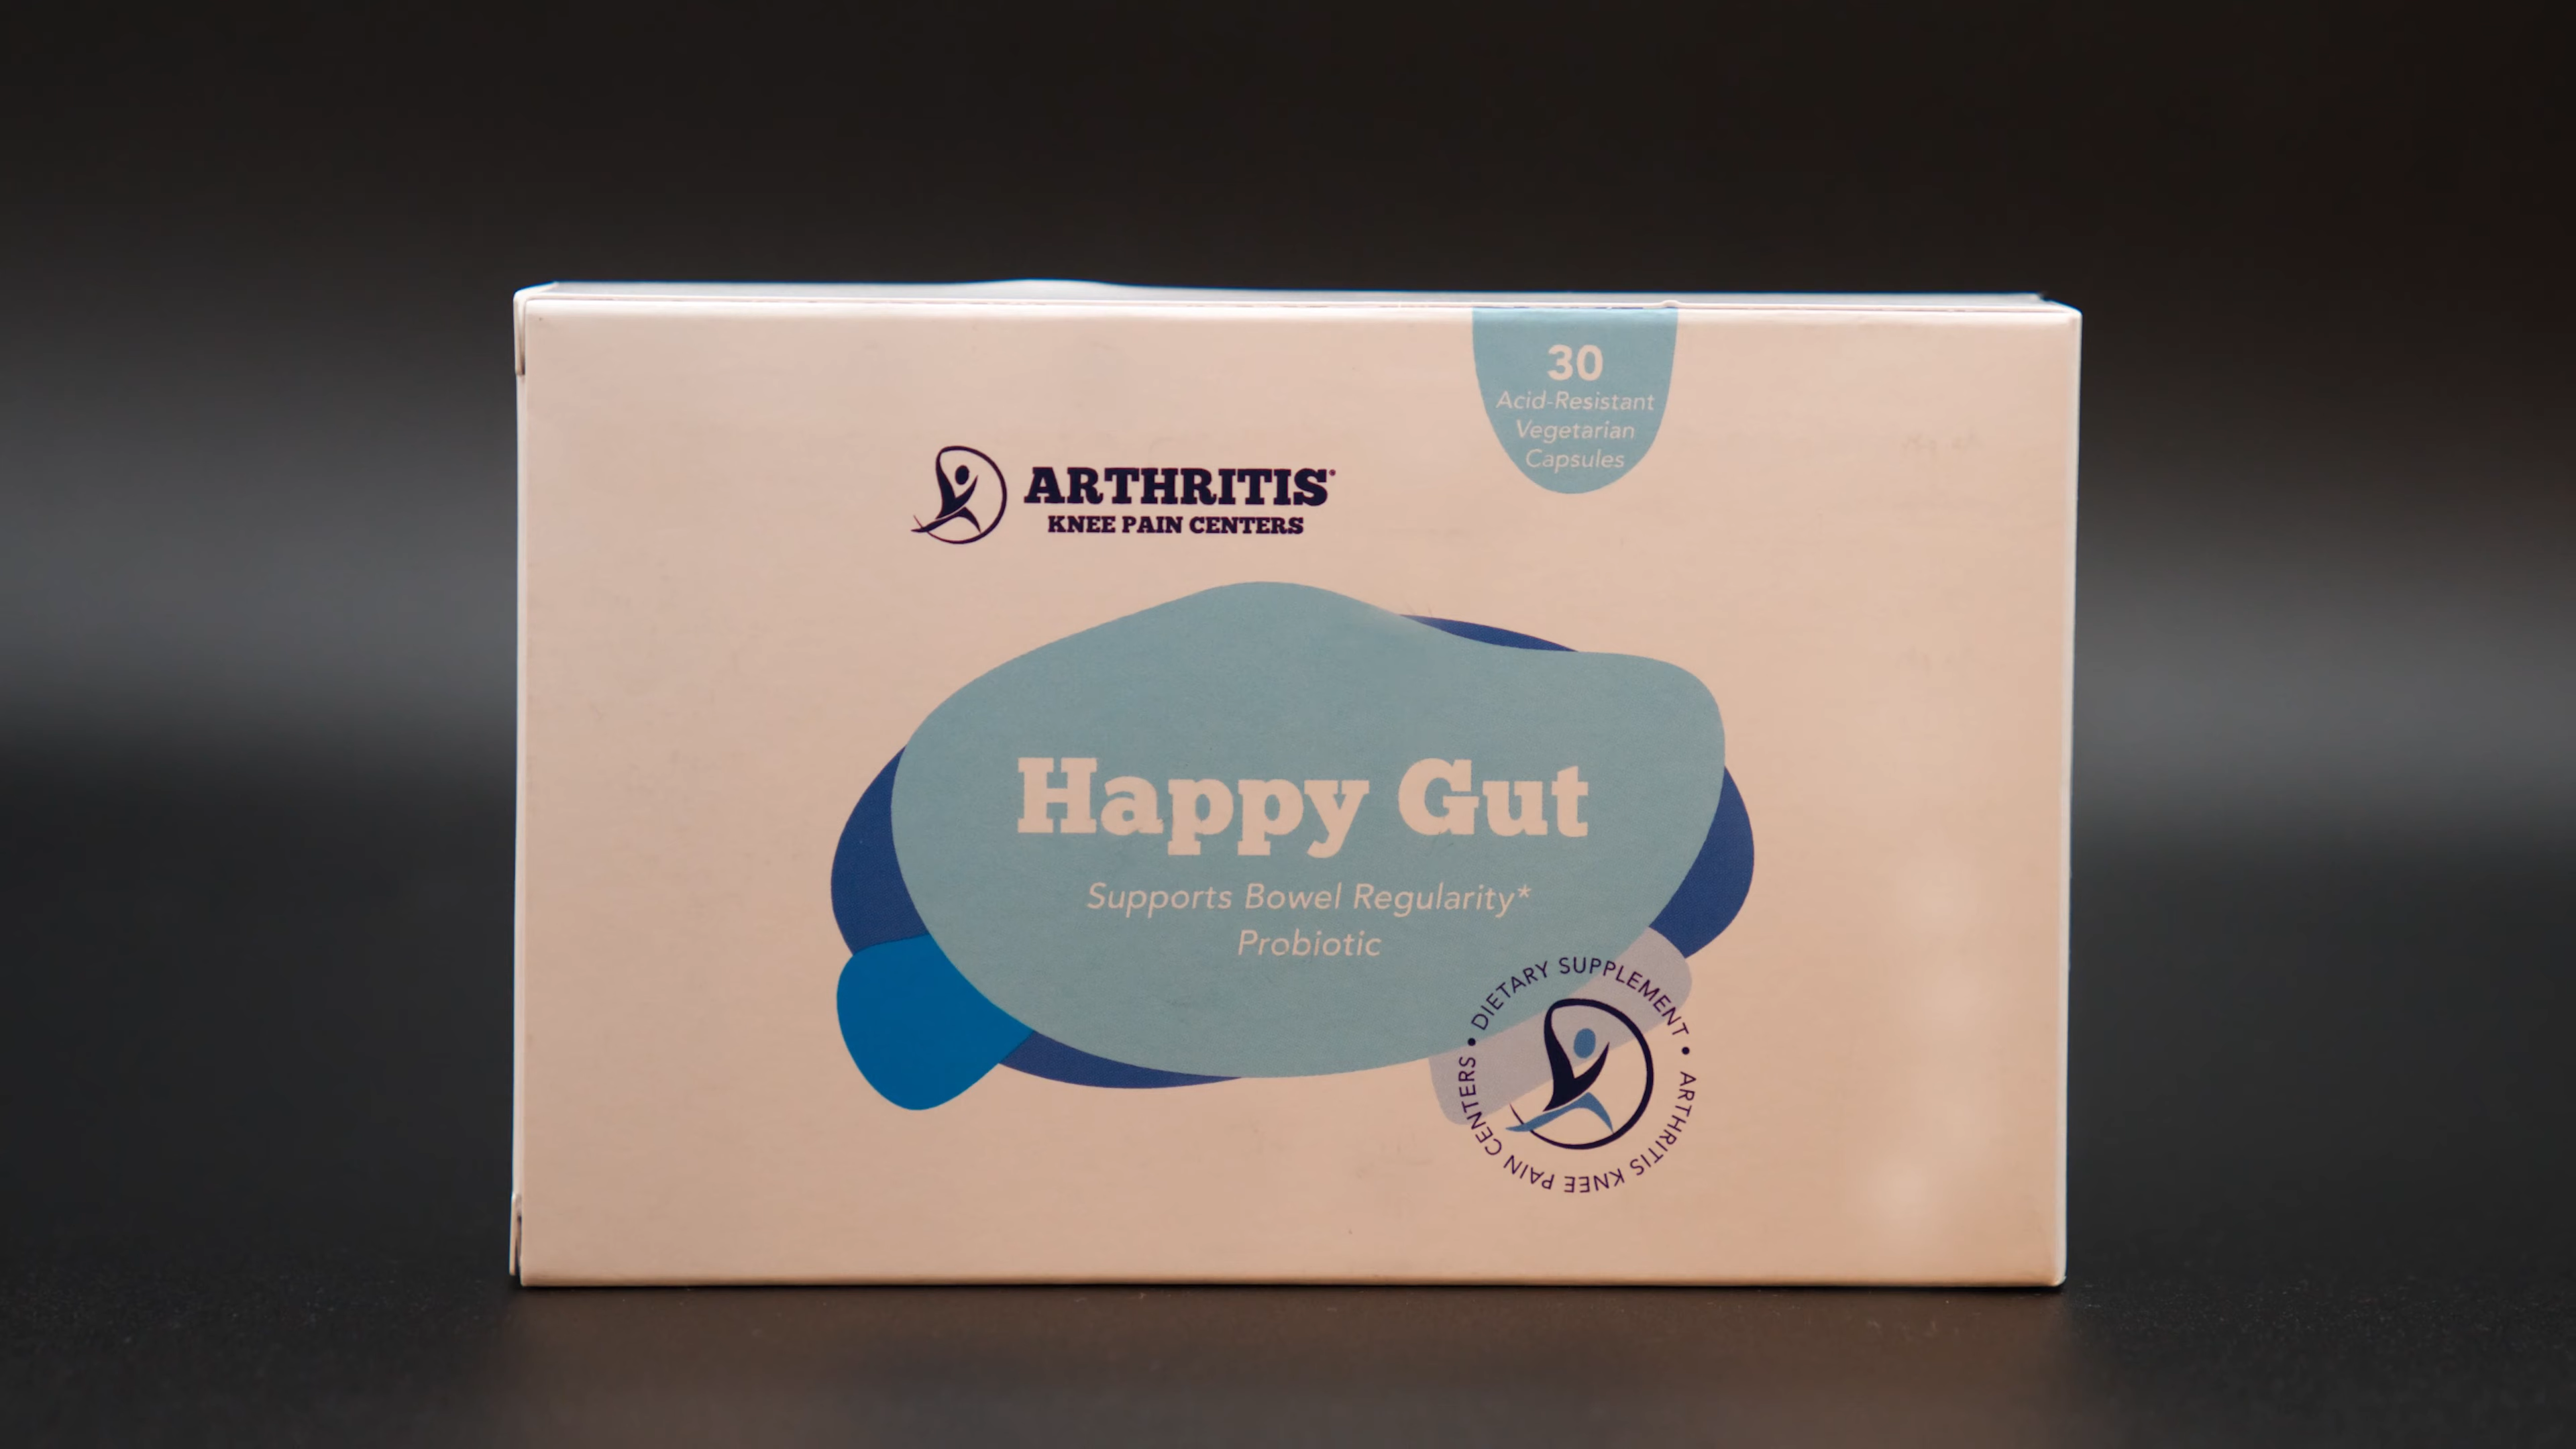 30
Acid-Resistant
Vegetarian
Capsules
ARTHRITIS®
KNEE PAIN CENTERS
Happy Gut
Supports Bowel Regularity*
Probiotic
• DIETARY SUPPLEMENT • ARTHRITIS KNEE PAIN CENTERS